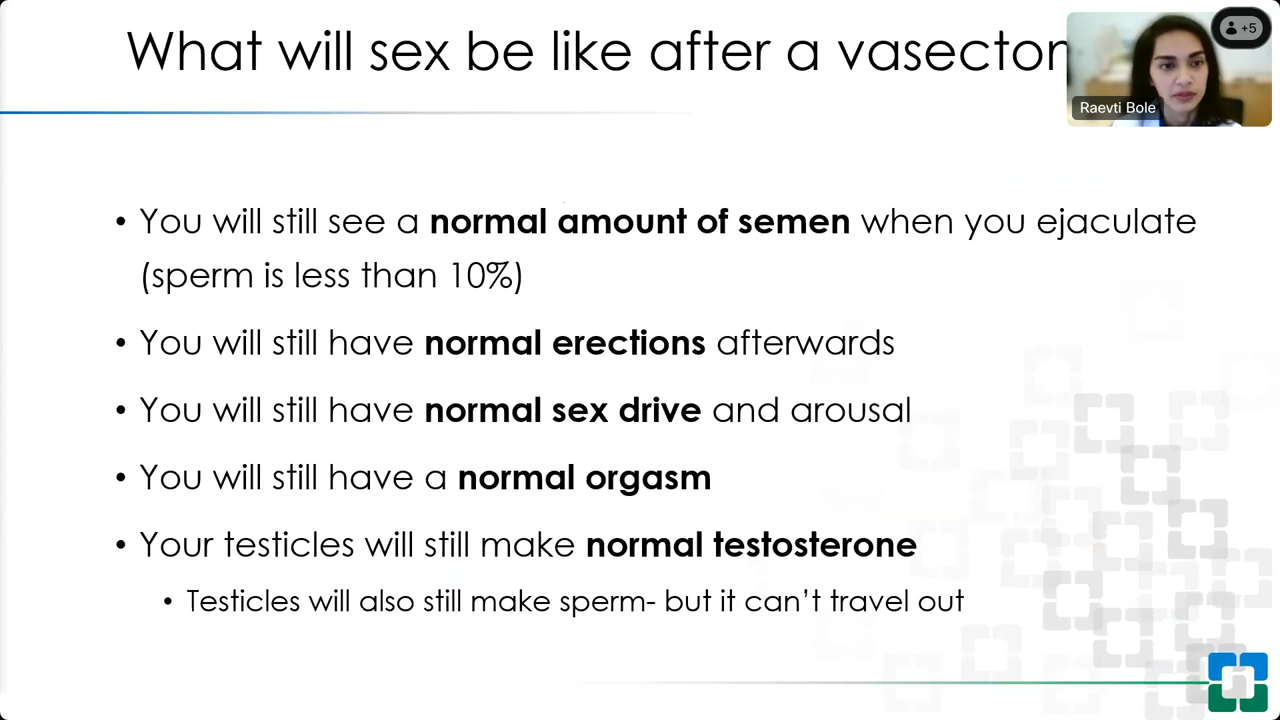 What will sex be like after a vasectom
+5
Raevti Bole
• You will still see a normal amount of semen when you ejaculate
(sperm is less than 10%)
• You will still have normal erections afterwards
• You will still have normal sex drive and arousal
• You will still have a normal orgasm
• Your testicles will still make normal testosterone
• Testicles will also still make sperm- but it can’t travel out